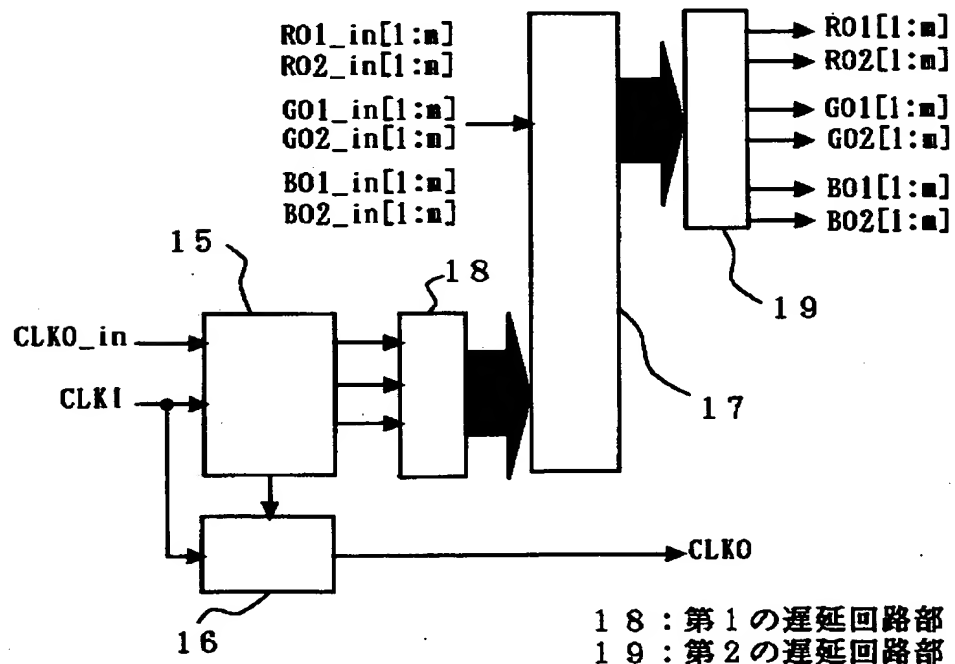 RO1_in[1:m]
RO2_in[1:m]
GO1_in[1:m]
GO2_in[1:m]
BO1_in[1:m]
BO2_in[1:m]
RO1[1:m]
RO2[1:m]
GO1[1:m]
GO2[1:m]
BO1[1:m]
BO2[1:m]
15
18
19
CLKO_in
CLKI
17
CLKO
16
18:第1の遅延回路部
19:第2の遅延回路部